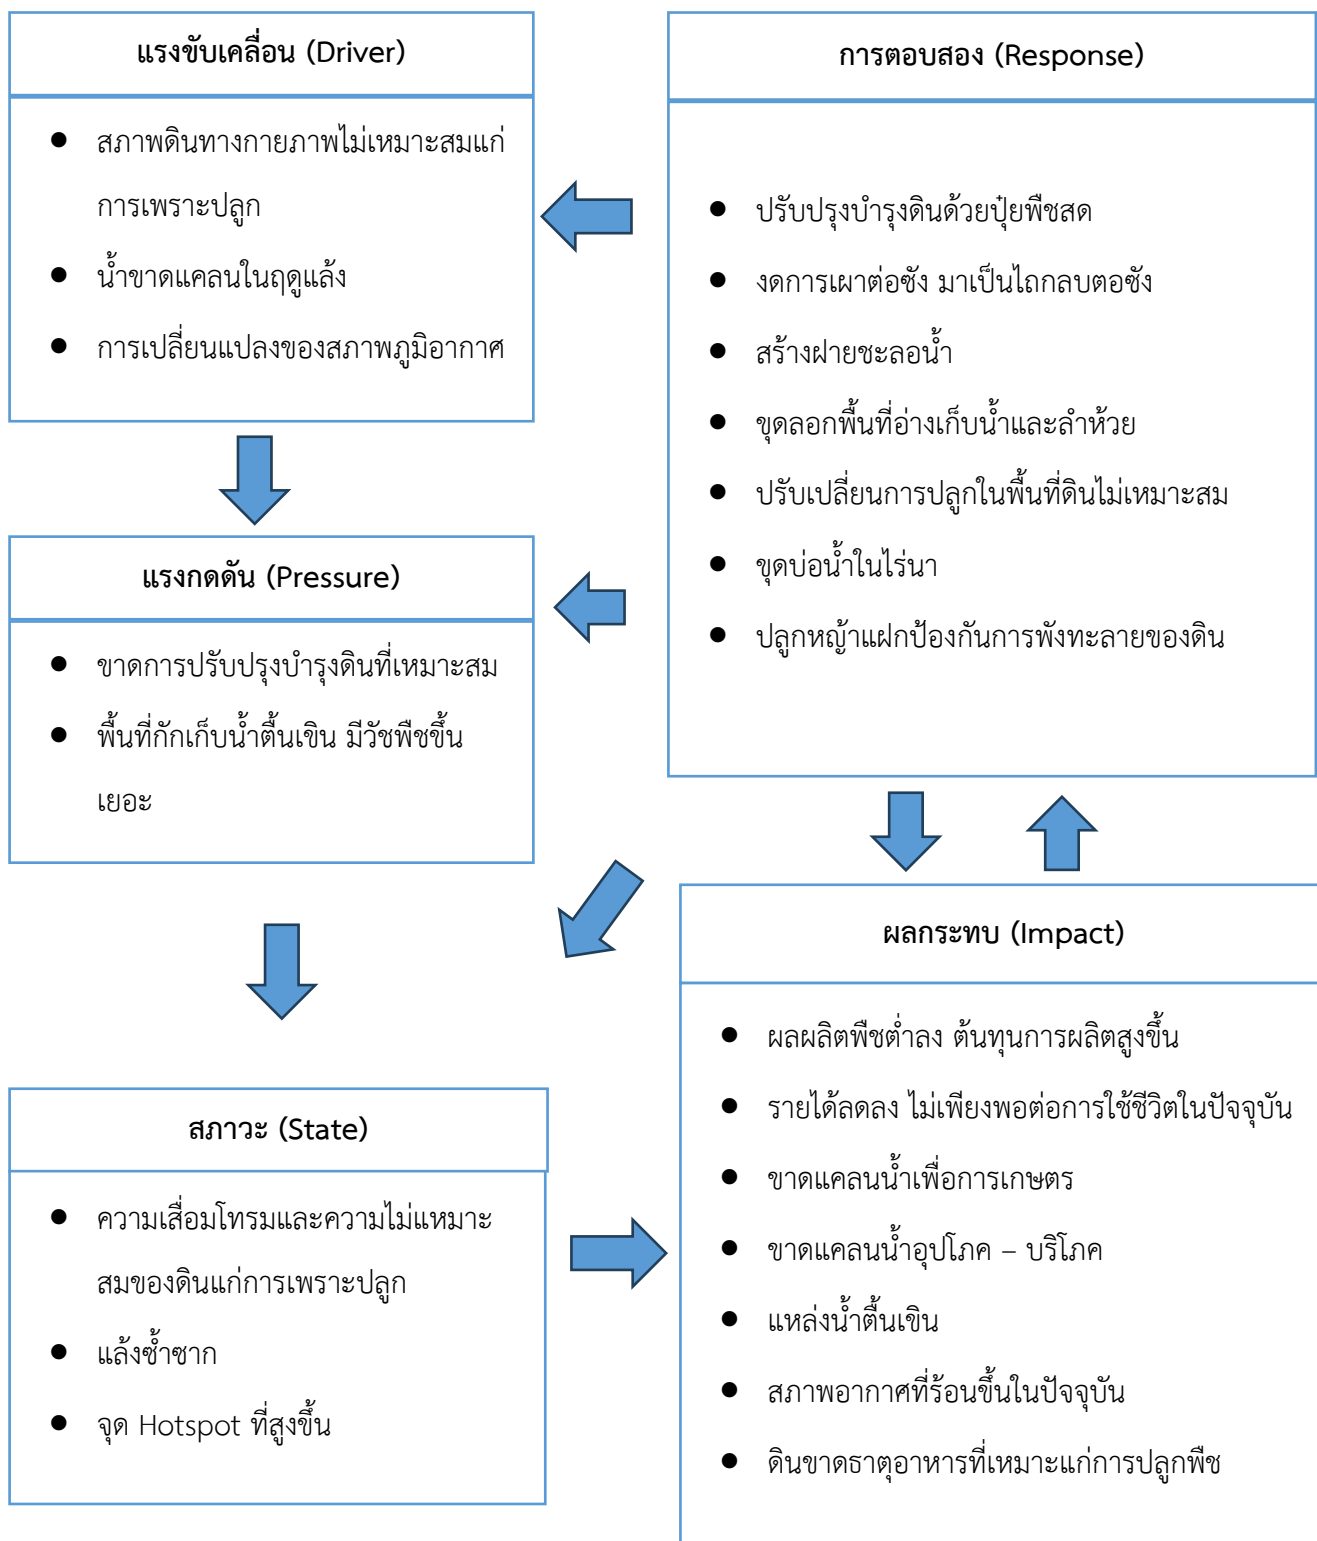 แรงขับเคลื่อน (Driver)
● สภาพดินทางกายภาพไม่เหมาะสมแก่
การเพราะปลูก
● น้ำขาดแคลนในฤดูแล้ง
● การเปลี่ยนแปลงของสภาพภูมิอากาศ
แรงกดดัน (Pressure)
● ขาดการปรับปรุงบำรุงดินที่เหมาะสม
● พื้นที่กักเก็บน้ำตื้นเขิน มีวัชพืชขึ้น
เยอะ
สภาวะ (State)
● ความเสื่อมโทรมและความไม่แหมาะ
สมของดินแก่การเพราะปลูก
● แล้งซ้ำซาก
● จุด Hotspot ที่สูงขึ้น
การตอบสอง (Response)
● ปรับปรุงบำรุงดินด้วยปุ๋ยพืชสด
● งดการเผาต่อซัง มาเป็นไถกลบตอซัง
● สร้างฝายชะลอน้ำ
● ขุดลอกพื้นที่อ่างเก็บน้ำและลำห้วย
● ปรับเปลี่ยนการปลูกในพื้นที่ดินไม่เหมาะสม
● ขุดบ่อน้ำในไร่นา
● ปลูกหญ้าแฝกป้องกันการพังทะลายของดิน
ผลกระทบ (Impact)
● ผลผลิตพืชต่ำลง ต้นทุนการผลิตสูงขึ้น
● รายได้ลดลง ไม่เพียงพอต่อการใช้ชีวิตในปัจจุบัน
● ขาดแคลนน้ำเพื่อการเกษตร
● ขาดแคลนน้ำอุปโภค – บริโภค
● แหล่งน้ำตื้นเขิน
● สภาพอากาศที่ร้อนขึ้นในปัจจุบัน
● ดินขาดธาตุอาหารที่เหมาะแก่การปลูกพืช